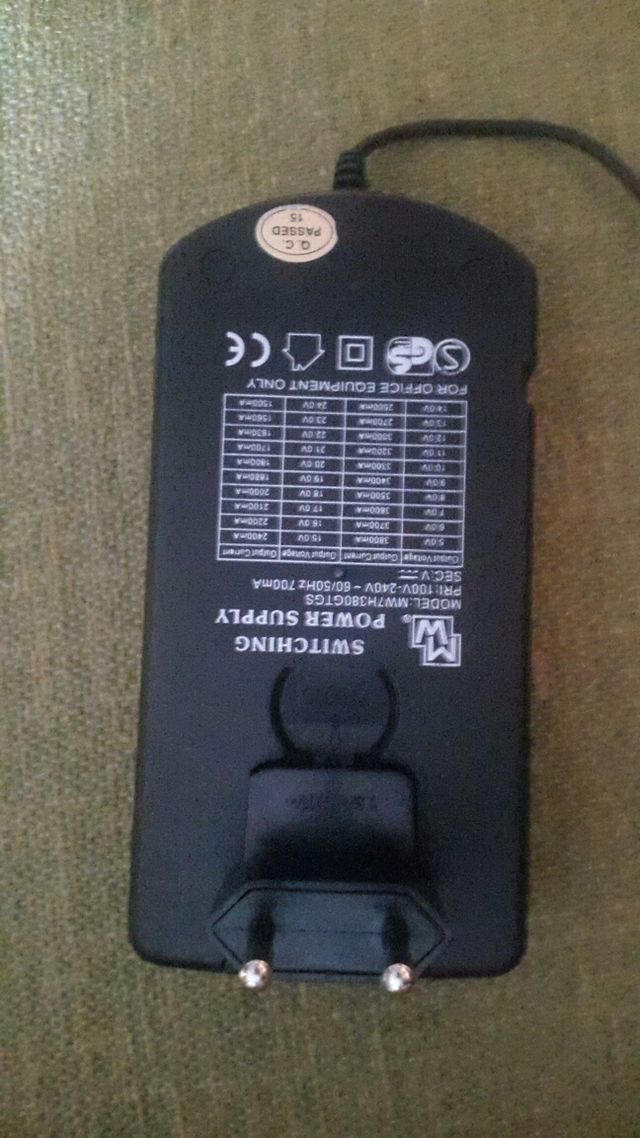 MW
SWITCHING
POWER SUPPLY
®
MODEL:MW7H380GTGS
PRI:100V-240V ~ 60/50Hz 700mA
SEC:V
Output Voltage Output Current Output Voltage Output Current
5.0V 3800mA 15.0V 2400mA
6.0V 3700mA 16.0V 2200mA
7.0V 3600mA 17.0V 2100mA
8.0V 3500mA 18.0V 2000mA
9.0V 3400mA 19.0V 1880mA
10.0V 3300mA 20.0V 1800mA
11.0V 3200mA 21.0V 1700mA
12.0V 3000mA 22.0V 1630mA
13.0V 2700mA 23.0V 1560mA
14.0V 2600mA 24.0V 1500mA
FOR OFFICE EQUIPMENT ONLY
GS CE
Q.C.
PASSED
15